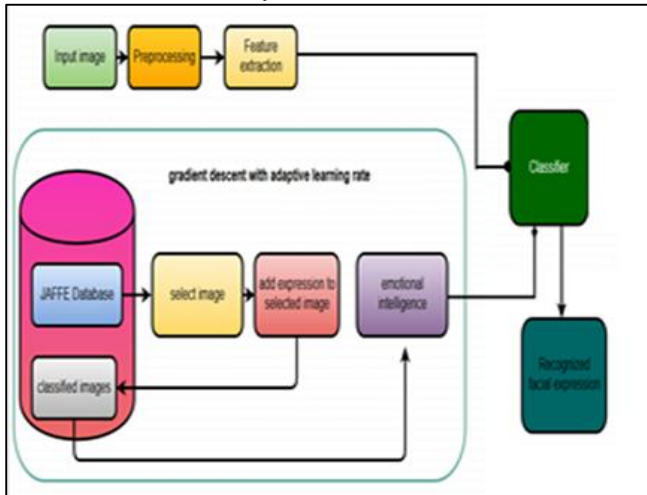 Input image
Preprocessing
Feature
extraction
gradient descent with adaptive learning rate
Classifier
JAFFE Database
select image
add expression to
selected image
emotional
intelligence
classified images
Recognized
facial expression